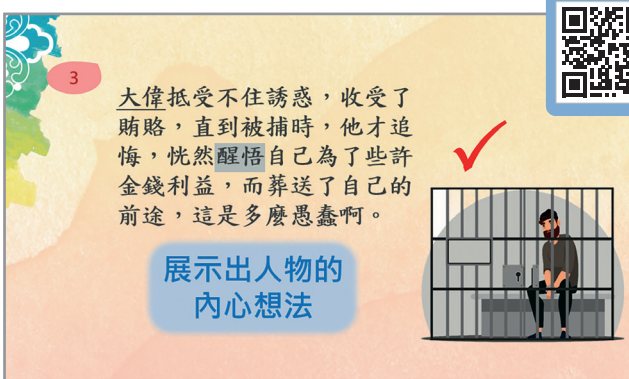 3
大偉抵受不住誘惑，收受了
賄賂，直到被捕時，他才追
悔，恍然醒悟自己為了些許
金錢利益，而葬送了自己的
前途，這是多麼愚蠢啊。
展示出人物的
內心想法